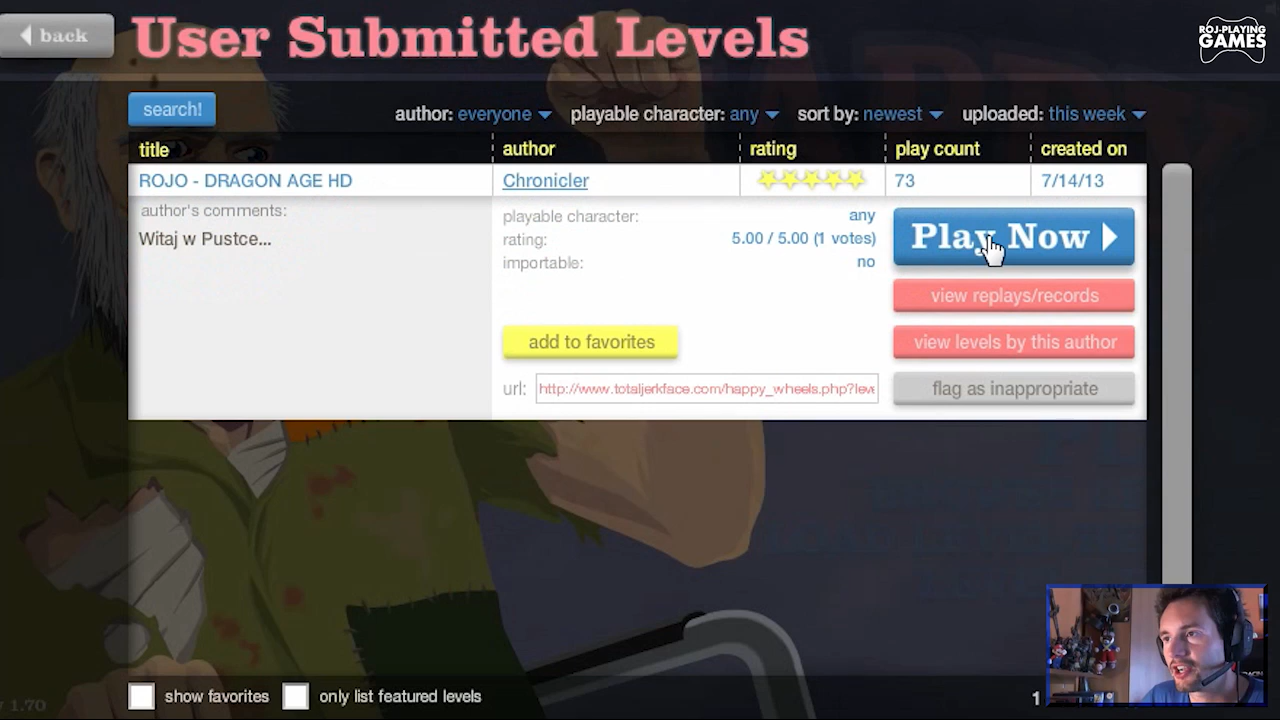 back
User Submitted Levels
ROJ-PLAYING
GAMES
search!
author: everyone
playable character: any
sort by: newest
uploaded: this week
title
author
rating
play count
created on
ROJO - DRAGON AGE HD
Chronicler
73
7/14/13
author's comments:
Witaj w Pustce...
playable character: any
rating: 5.00 / 5.00 (1 votes)
importable: no
Play Now
view replays/records
add to favorites
view levels by this author
url: http://www.totaljerkface.com/happy_wheels.php?leve
flag as inappropriate
show favorites
only list featured levels
1
v 1.70